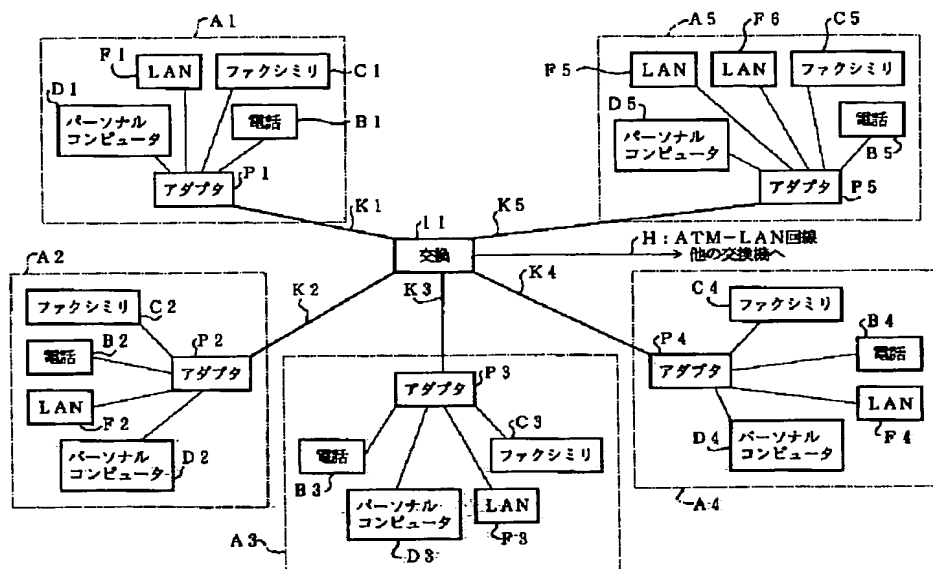 A1
F1
LAN
ファクシミリ
C1
D1
パーソナル
コンピュータ
電話
B1
アダプタ
P1
K1
A5
F6
C5
F5
LAN
LAN
ファクシミリ
D5
パーソナル
コンピュータ
電話
B5
アダプタ
P5
K5
I1
交換
H:ATM-LAN回線
他の交換機へ
A2
K2
K3
K4
ファクシミリ
C2
電話
B2
P2
アダプタ
LAN
F2
パーソナル
コンピュータ
D2
アダプタ
P3
C3
電話
B3
ファクシミリ
パーソナル
コンピュータ
LAN
A3
D3
F3
C4
ファクシミリ
P4
B4
アダプタ
電話
LAN
D4
パーソナル
コンピュータ
F4
A4